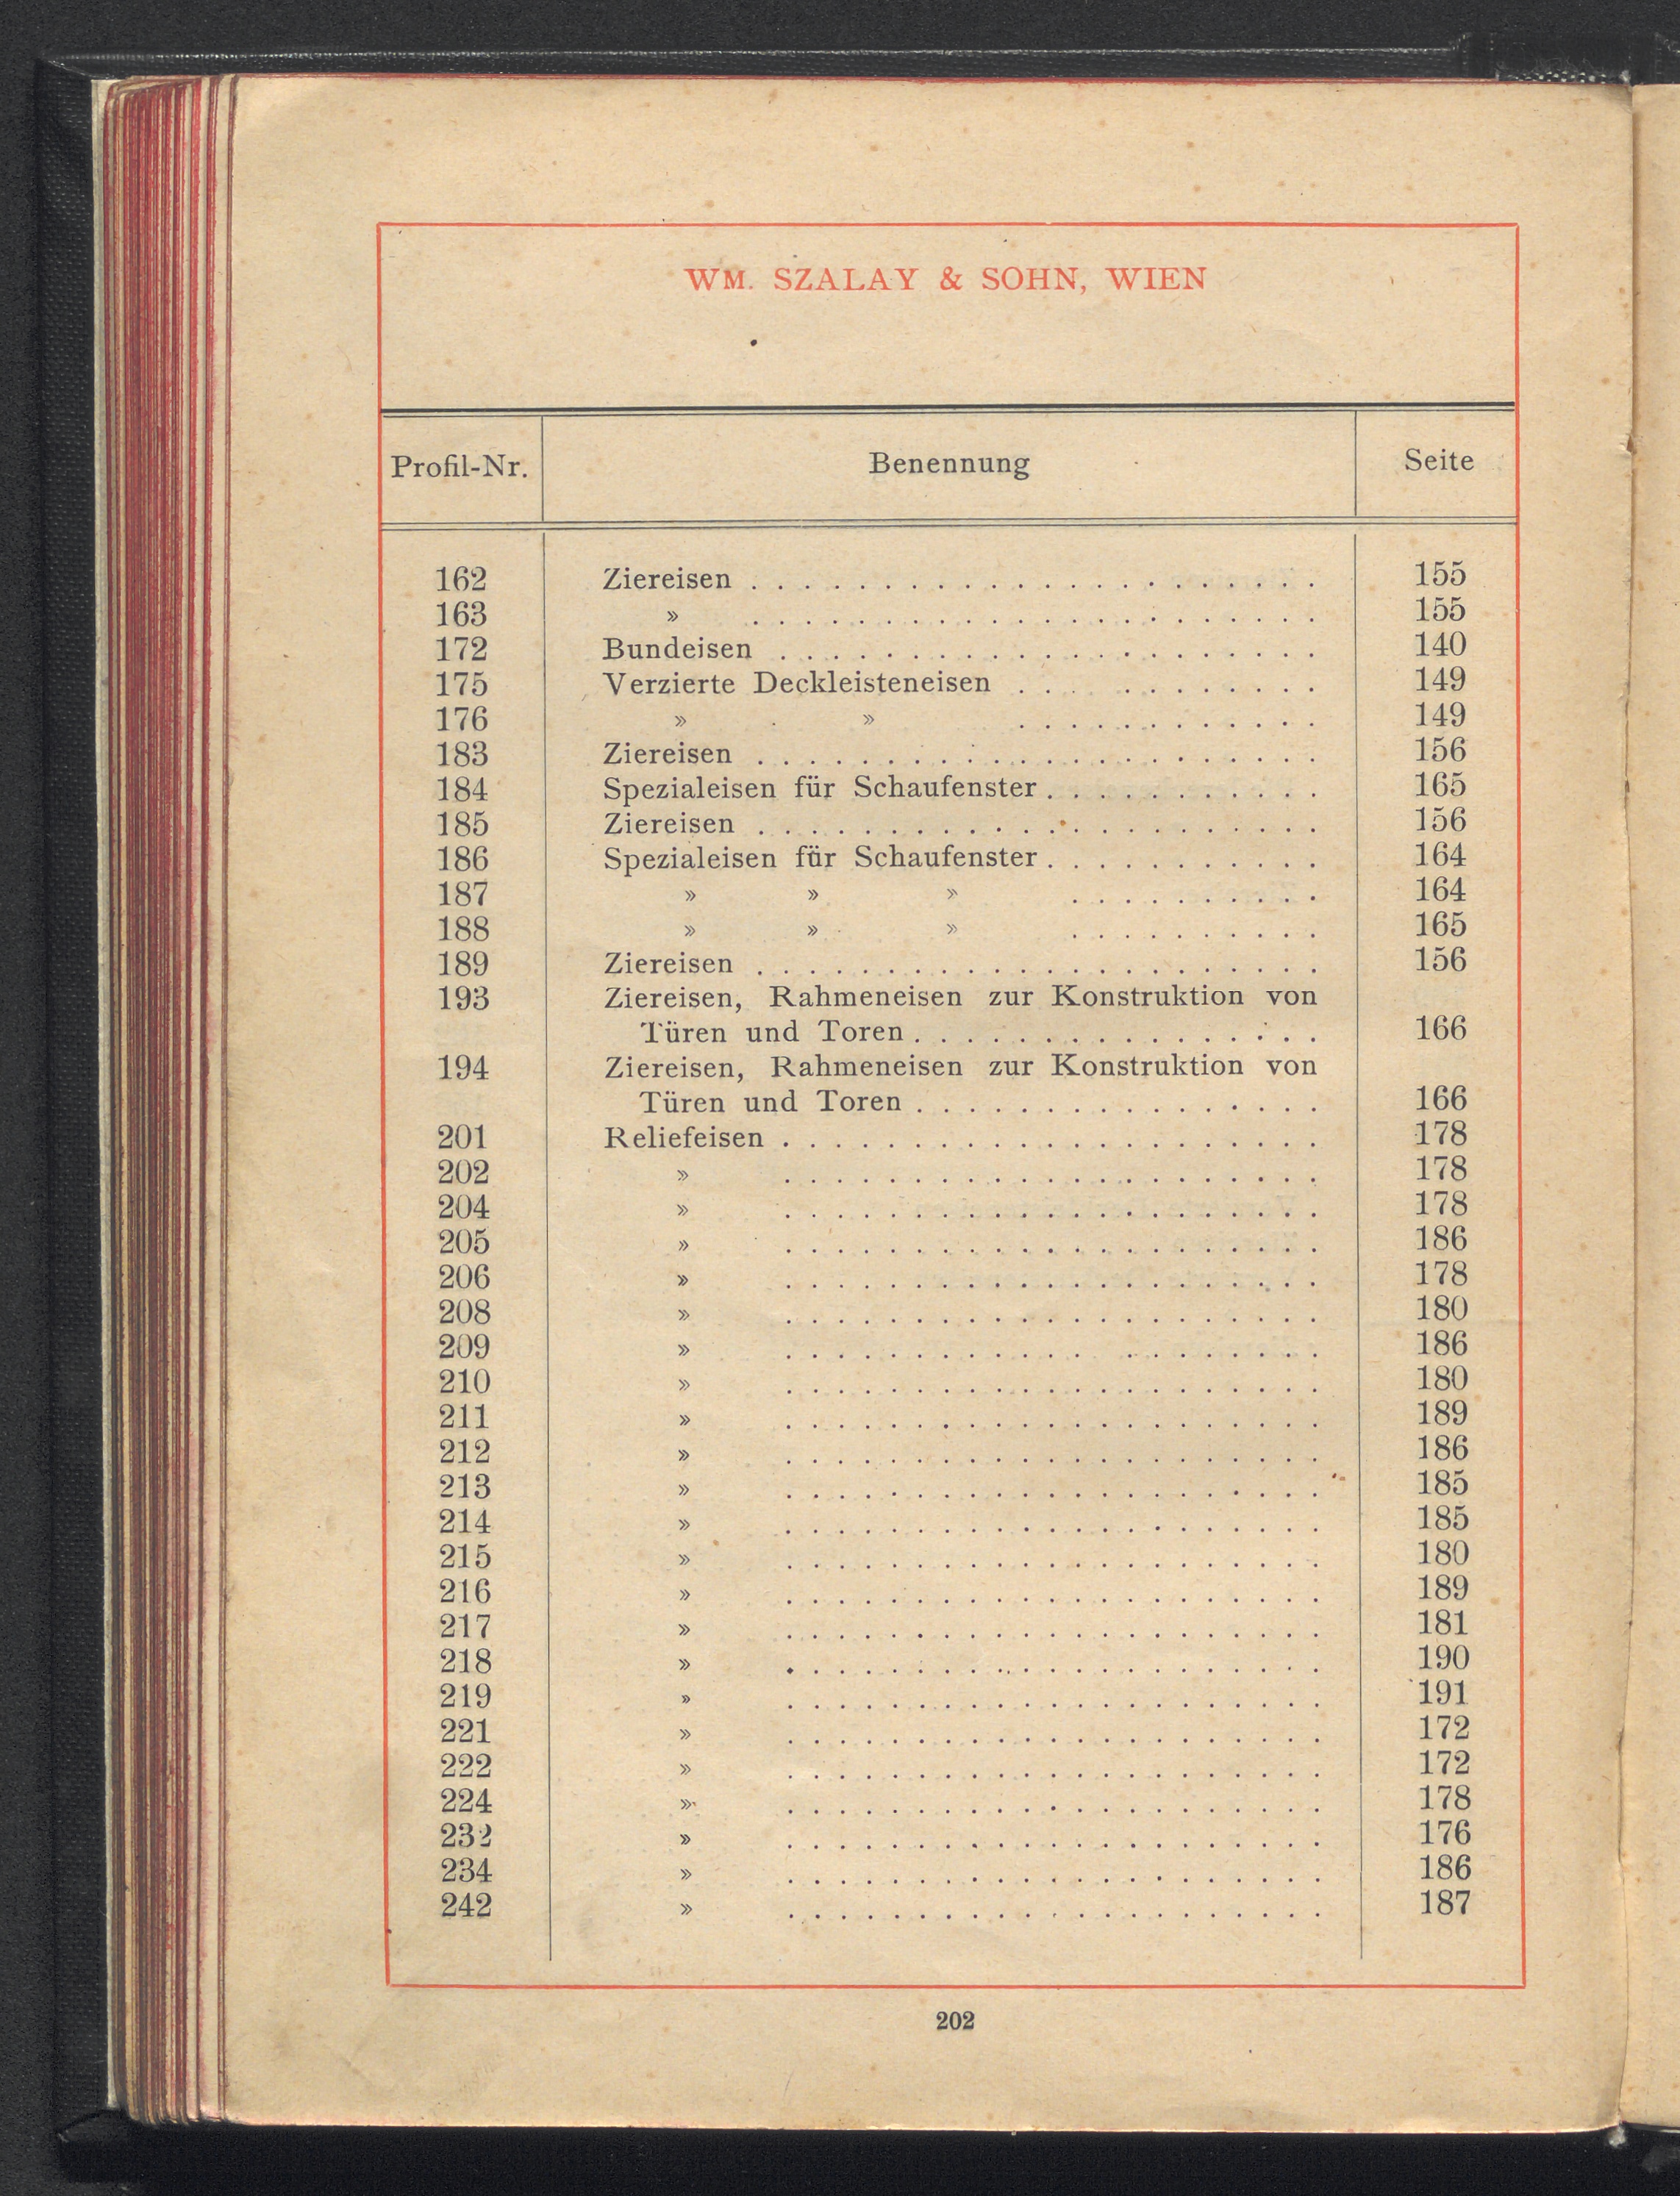 WM. SZALAY & SOHN, WIEN
Profil-Nr. Benennung Seite
162 Ziereisen . . . . . . . . . . . . . . . . . . . . . . 155
163 » . . . . . . . . . . . . . . . . . . . . . . 155
172 Bundeisen . . . . . . . . . . . . . . . . . . . . . 140
175 Verzierte Deckleisteneisen . . . . . . . . . . . . 149
176 » » . . . . . . . . . . . . 149
183 Ziereisen . . . . . . . . . . . . . . . . . . . . . . 156
184 Spezialeisen für Schaufenster . . . . . . . . . . . 165
185 Ziereisen . . . . . . . . . . . . . . . . . . . . . . 156
186 Spezialeisen für Schaufenster . . . . . . . . . . . 164
187 » » » . . . . . . . . . . 164
188 » » » . . . . . . . . . . 165
189 Ziereisen . . . . . . . . . . . . . . . . . . . . . . 156
193 Ziereisen, Rahmeneisen zur Konstruktion von
Türen und Toren . . . . . . . . . . . . . . . . 166
194 Ziereisen, Rahmeneisen zur Konstruktion von
Türen und Toren . . . . . . . . . . . . . . . . 166
201 Reliefeisen . . . . . . . . . . . . . . . . . . . . . 178
202 » . . . . . . . . . . . . . . . . . . . . . 178
204 » . . . . . . . . . . . . . . . . . . . . . 178
205 » . . . . . . . . . . . . . . . . . . . . . 186
206 » . . . . . . . . . . . . . . . . . . . . . 178
208 » . . . . . . . . . . . . . . . . . . . . . 180
209 » . . . . . . . . . . . . . . . . . . . . 186
210 » . . . . . . . . . . . . . . . . . . . . . 180
211 » . . . . . . . . . . . . . . . . . . . . . 189
212 » . . . . . . . . . . . . . . . . . . . . . 186
213 » . . . . . . . . . . . . . . . . . . . . . 185
214 » . . . . . . . . . . . . . . . . . . . . . 185
215 » . . . . . . . . . . . . . . . . . . . . . 180
216 » . . . . . . . . . . . . . . . . . . . . . 189
217 » . . . . . . . . . . . . . . . . . . . . . 181
218 » . . . . . . . . . . . . . . . . . . . . . 190
219 » . . . . . . . . . . . . . . . . . . . . . 191
221 » . . . . . . . . . . . . . . . . . . . . . 172
222 » . . . . . . . . . . . . . . . . . . . . . 172
224 » . . . . . . . . . . . . . . . . . . . . . 178
232 » . . . . . . . . . . . . . . . . . . . . . 176
234 » . . . . . . . . . . . . . . . . . . . . . 186
242 » . . . . . . . . . . . . . . . . . . . . . 187
202